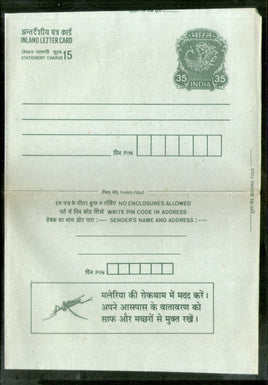 अन्तर्देशीय पत्र कार्ड
INLAND LETTER CARD
लेखन-सामग्री शुल्क 15
STATIONERY CHARGE
भारत
35 35
INDIA
पिन PIN
तीसरा मोड़ THIRD FOLD
इस पत्र के भीतर कुछ न रखिए NO ENCLOSURES ALLOWED
पते में पिन कोड लिखें WRITE PIN CODE IN ADDRESS
प्रेषक का नाम और पता :— SENDER'S NAME AND ADDRESS :—
पिन PIN
मलेरिया की रोकथाम में मदद करें।
अपने आसपास के वातावरण को
साफ और मच्छरों से मुक्त रखें।